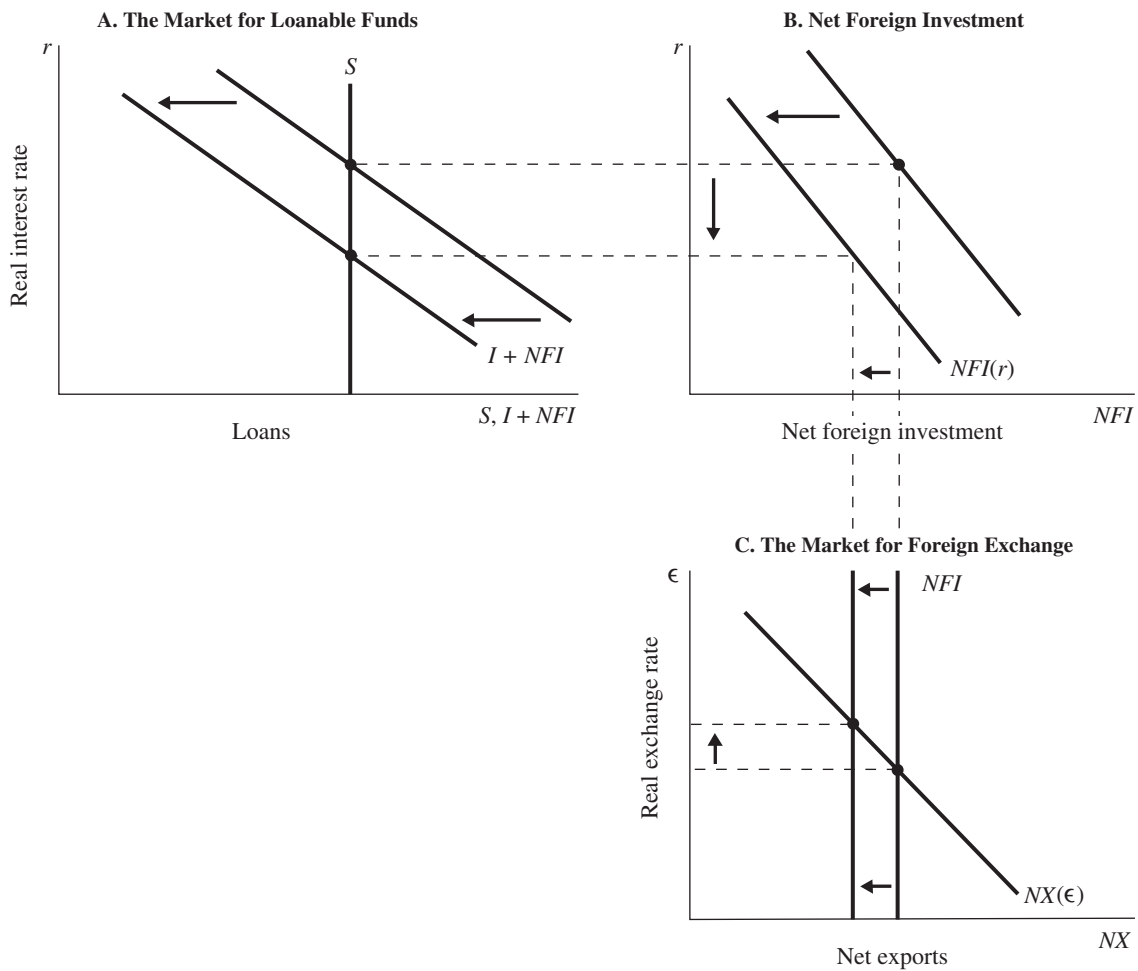 A. The Market for Loanable Funds
r
S
Real interest rate
I + NFI
S, I + NFI
Loans
B. Net Foreign Investment
r
NFI(r)
NFI
Net foreign investment
C. The Market for Foreign Exchange
ϵ
NFI
Real exchange rate
NX(ϵ)
NX
Net exports